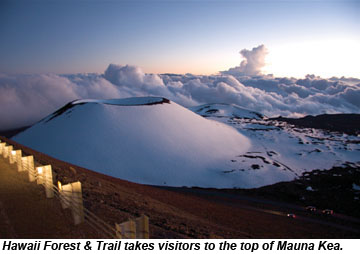 Hawaii Forest & Trail takes visitors to the top of Mauna Kea.